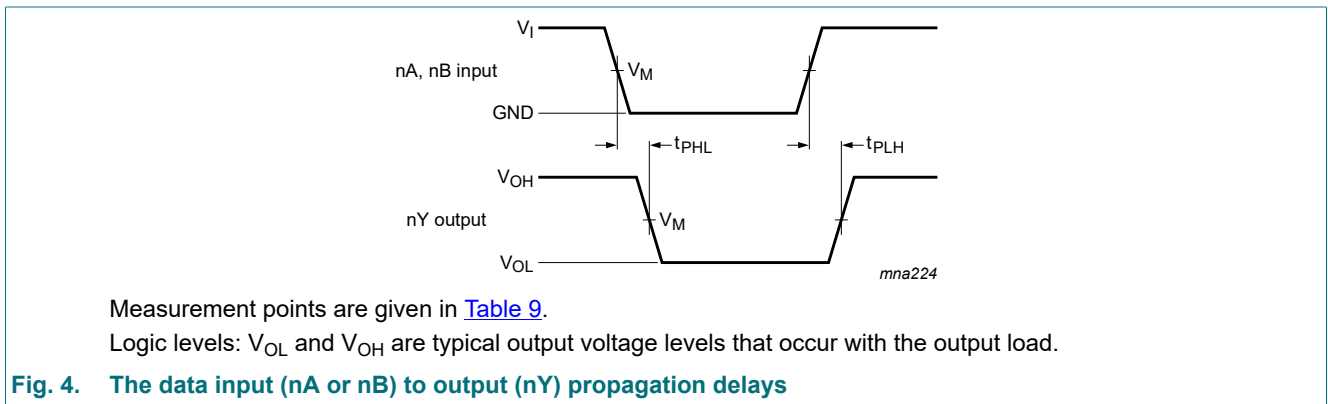 V_I
nA, nB input
V_M
GND
t_PHL
t_PLH
V_OH
nY output
V_M
V_OL
mna224
Measurement points are given in Table 9.
Logic levels: V_OL and V_OH are typical output voltage levels that occur with the output load.
Fig. 4. The data input (nA or nB) to output (nY) propagation delays